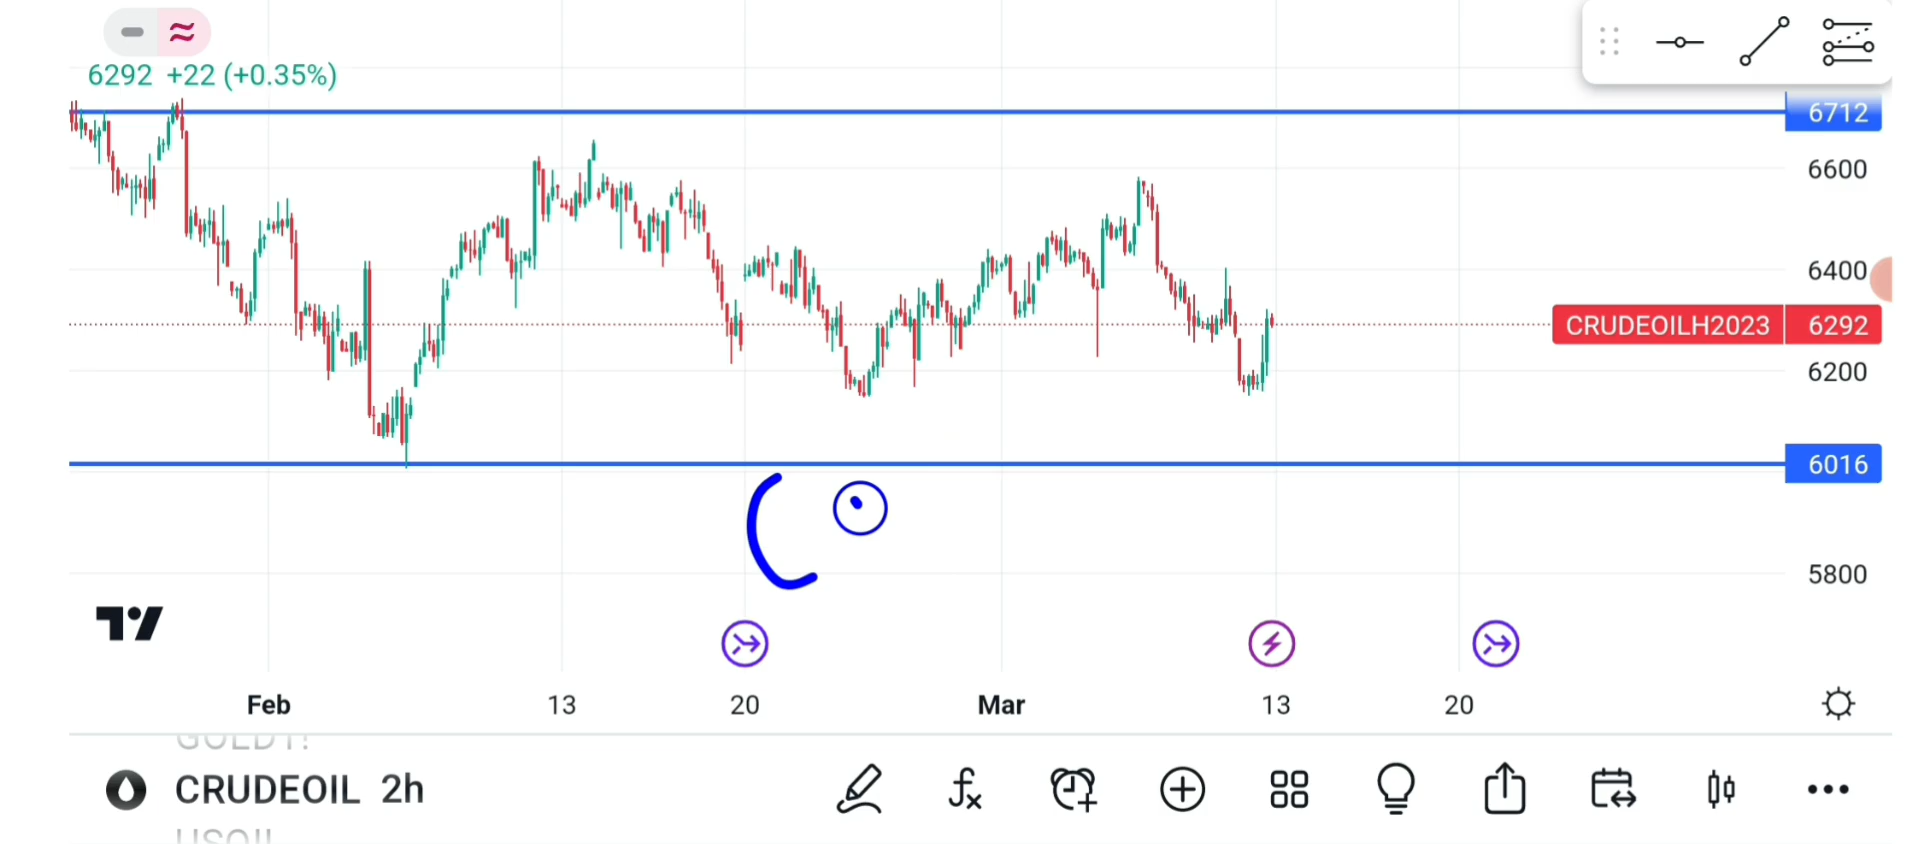 6292 +22 (+0.35%)
6712
6600
6400
CRUDEOILH2023 6292
6200
6016
5800
Feb 13 20 Mar 13 20
CRUDEOIL 2h